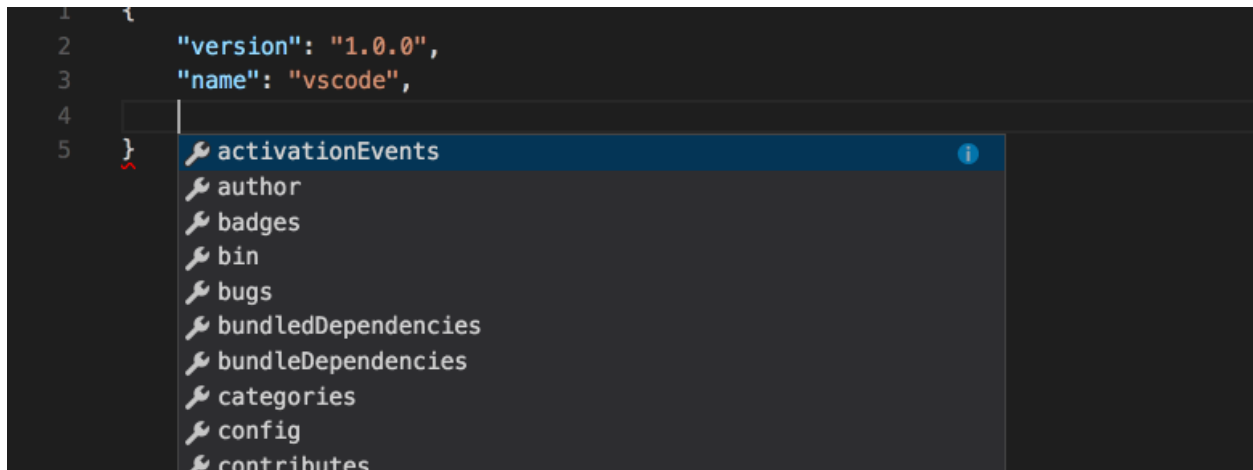 1 {
2 "version": "1.0.0",
3 "name": "vscode",
4
5 }
activationEvents
author
badges
bin
bugs
bundledDependencies
bundleDependencies
categories
config
contributes